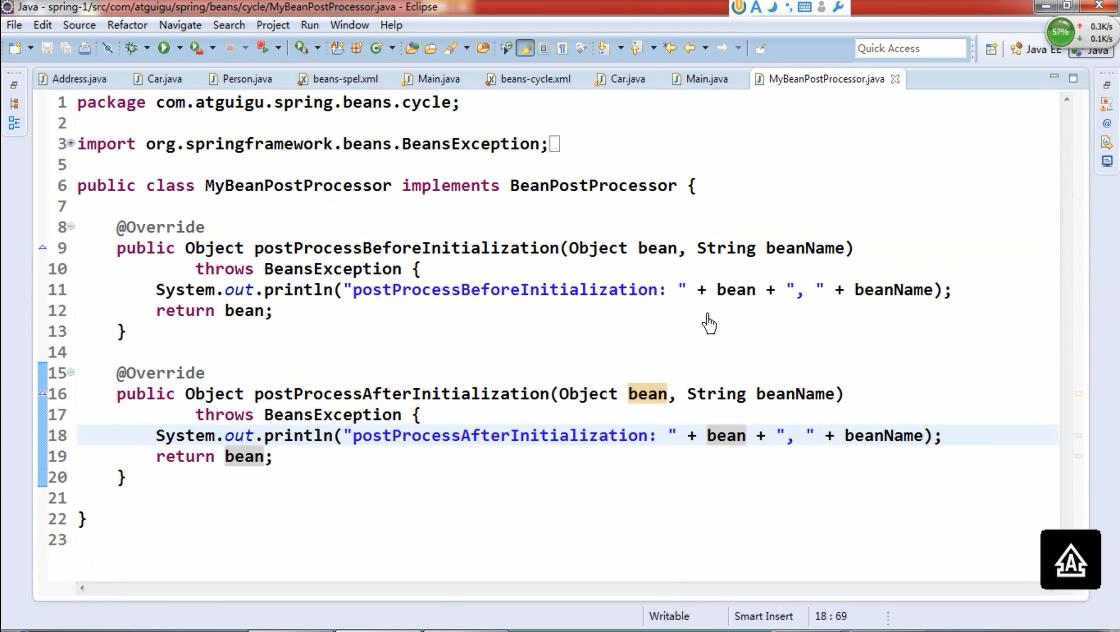 Java - spring-1/src/com/atguigu/spring/beans/cycle/MyBeanPostProcessor.java - Eclipse
File Edit Source Refactor Navigate Search Project Run Window Help
57%
0.3K/s
0.1K/s
Quick Access
Java EE
Java
Address.java Car.java Person.java beans-spel.xml Main.java beans-cycle.xml Car.java Main.java MyBeanPostProcessor.java
1 package com.atguigu.spring.beans.cycle;
2
3 import org.springframework.beans.BeansException;
5
6 public class MyBeanPostProcessor implements BeanPostProcessor {
7
8 @Override
9 public Object postProcessBeforeInitialization(Object bean, String beanName)
10 throws BeansException {
11 System.out.println("postProcessBeforeInitialization: " + bean + ", " + beanName);
12 return bean;
13 }
14
15 @Override
16 public Object postProcessAfterInitialization(Object bean, String beanName)
17 throws BeansException {
18 System.out.println("postProcessAfterInitialization: " + bean + ", " + beanName);
19 return bean;
20 }
21
22 }
23
A
Writable Smart Insert 18 : 69